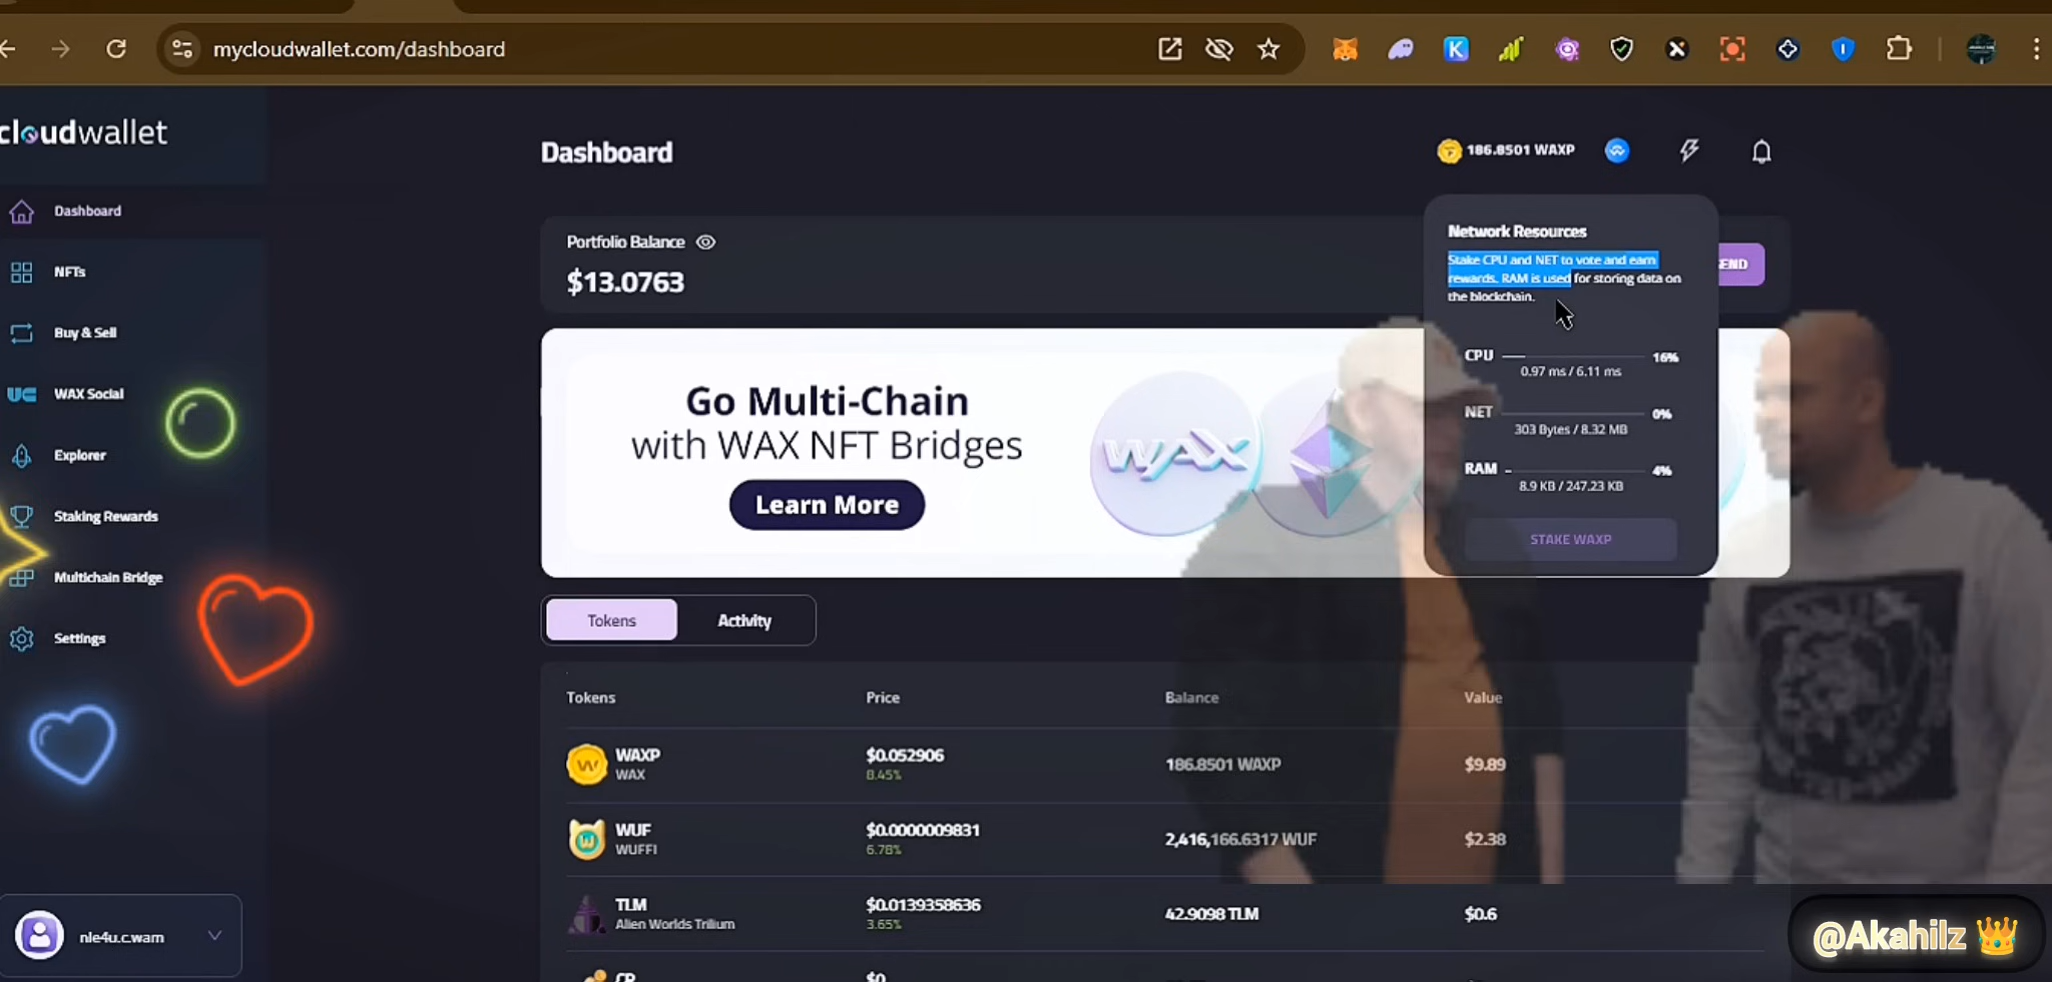 mycloudwallet.com/dashboard
cloudwallet
Dashboard
NFTs
Buy & Sell
WAX Social
Explorer
Staking Rewards
Multichain Bridge
Settings
nle4u.c.wam
Dashboard
186.8501 WAXP
Portfolio Balance
$13.0763
END
Network Resources
Stake CPU and NET to vote and earn
rewards. RAM is used for storing data on
the blockchain.
CPU 16%
0.97 ms / 6.11 ms
NET 0%
303 Bytes / 8.32 MB
RAM 4%
8.9 KB / 247.23 KB
STAKE WAXP
Go Multi-Chain
with WAX NFT Bridges
Learn More
WAX
Tokens Activity
Tokens Price Balance Value
WAXP $0.052906 186.8501 WAXP $9.89
WAX 8.45%
WUF $0.0000009831 2,416,166.6317 WUF $2.38
WUFFI 6.78%
TLM $0.0139358636 42.9098 TLM $0.6
Alien Worlds Trilium 3.65%
$0
@Akahilz 👑